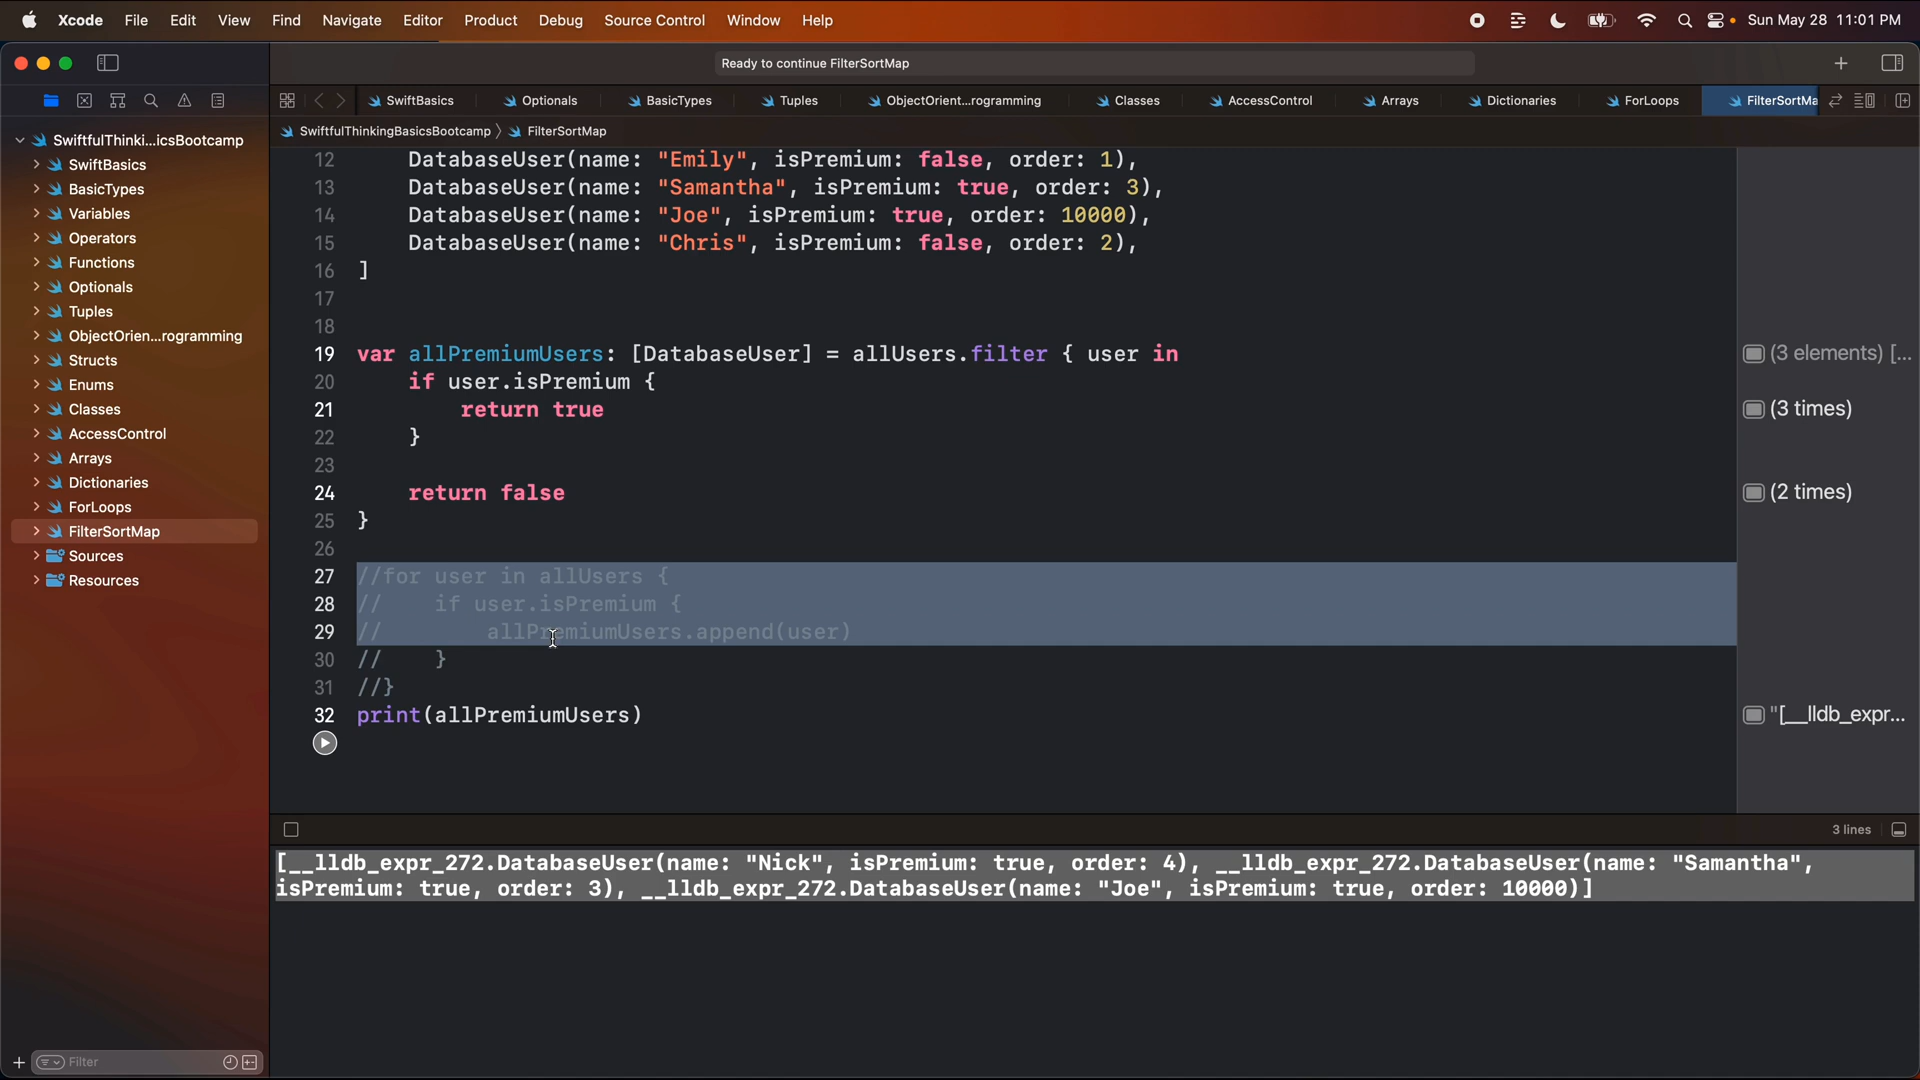 Xcode File Edit View Find Navigate Editor Product Debug Source Control Window Help Sun May 28 11:01 PM
Ready to continue FilterSortMap
SwiftBasics Optionals BasicTypes Tuples ObjectOrient...rogramming Classes AccessControl Arrays Dictionaries ForLoops FilterSortMa
SwiftfulThinkingBasicsBootcamp 〉 FilterSortMap
SwiftfulThinki...icsBootcamp
SwiftBasics
BasicTypes
Variables
Operators
Functions
Optionals
Tuples
ObjectOrien...rogramming
Structs
Enums
Classes
AccessControl
Arrays
Dictionaries
ForLoops
FilterSortMap
Sources
Resources
Filter
12 DatabaseUser(name: "Emily", isPremium: false, order: 1),
13 DatabaseUser(name: "Samantha", isPremium: true, order: 3),
14 DatabaseUser(name: "Joe", isPremium: true, order: 10000),
15 DatabaseUser(name: "Chris", isPremium: false, order: 2),
16 ]
17
18
19 var allPremiumUsers: [DatabaseUser] = allUsers.filter { user in
20 if user.isPremium {
21 return true
22 }
23
24 return false
25 }
26
27 //for user in allUsers {
28 // if user.isPremium {
29 // allPremiumUsers.append(user)
30 // }
31 //}
32 print(allPremiumUsers)
(3 elements) [...
(3 times)
(2 times)
"[__lldb_expr...
3 lines
[__lldb_expr_272.DatabaseUser(name: "Nick", isPremium: true, order: 4), __lldb_expr_272.DatabaseUser(name: "Samantha",
isPremium: true, order: 3), __lldb_expr_272.DatabaseUser(name: "Joe", isPremium: true, order: 10000)]